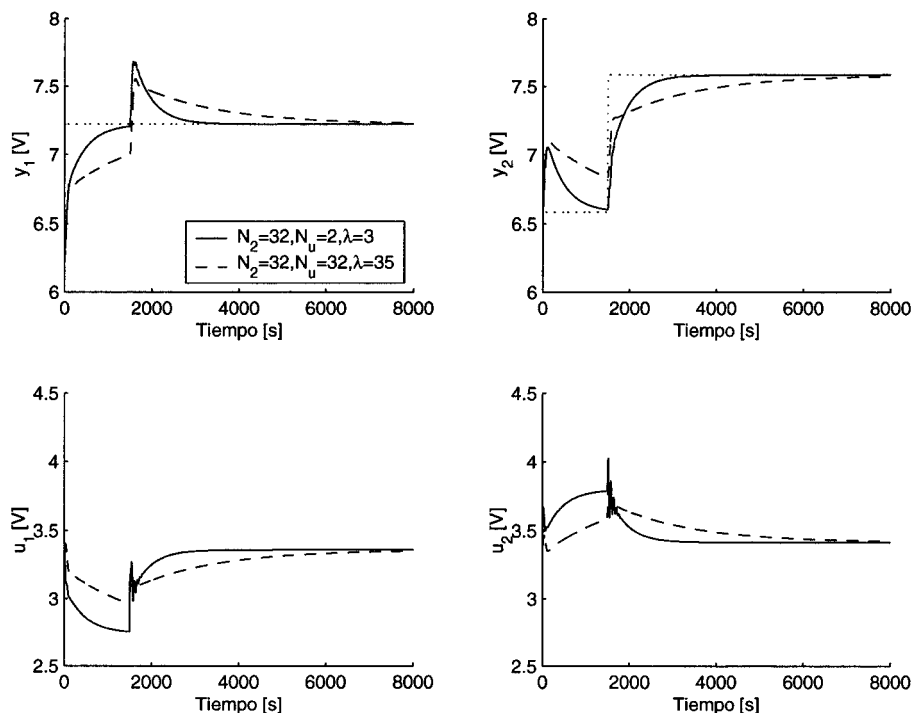 8
7.5
7
6.5
6
y1 [V]
N2=32,Nu=2,λ=3
N2=32,Nu=32,λ=35
0 2000 4000 6000 8000
Tiempo [s]
8
7.5
7
6.5
6
y2 [V]
0 2000 4000 6000 8000
Tiempo [s]
4.5
4
3.5
3
2.5
u1 [V]
0 2000 4000 6000 8000
Tiempo [s]
4.5
4
3.5
3
2.5
u2 [V]
0 2000 4000 6000 8000
Tiempo [s]